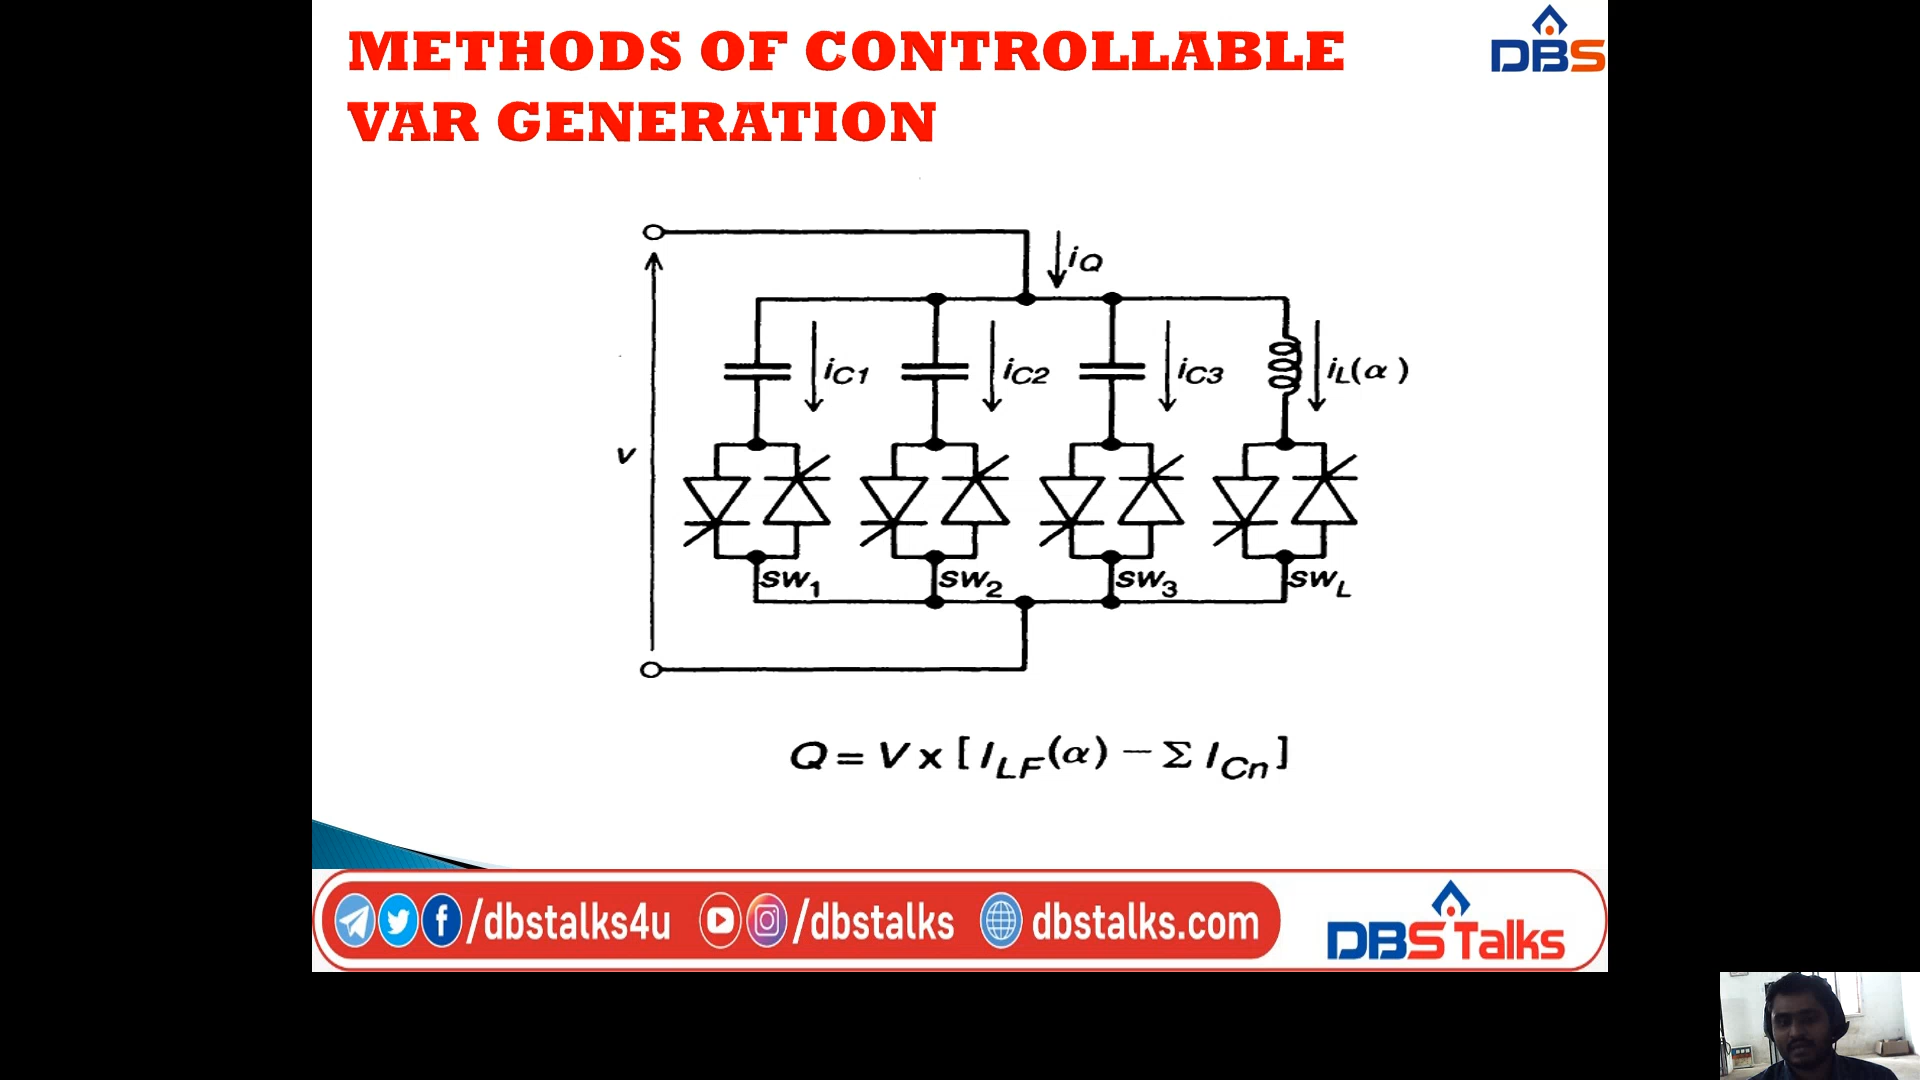 METHODS OF CONTROLLABLE
VAR GENERATION
DBS
iQ
iC1
iC2
iC3
iL(α)
v
SW1
SW2
SW3
SWL
Q = V x [ ILF(α) − Σ ICn ]
/dbstalks4u
/dbstalks
dbstalks.com
DBS Talks